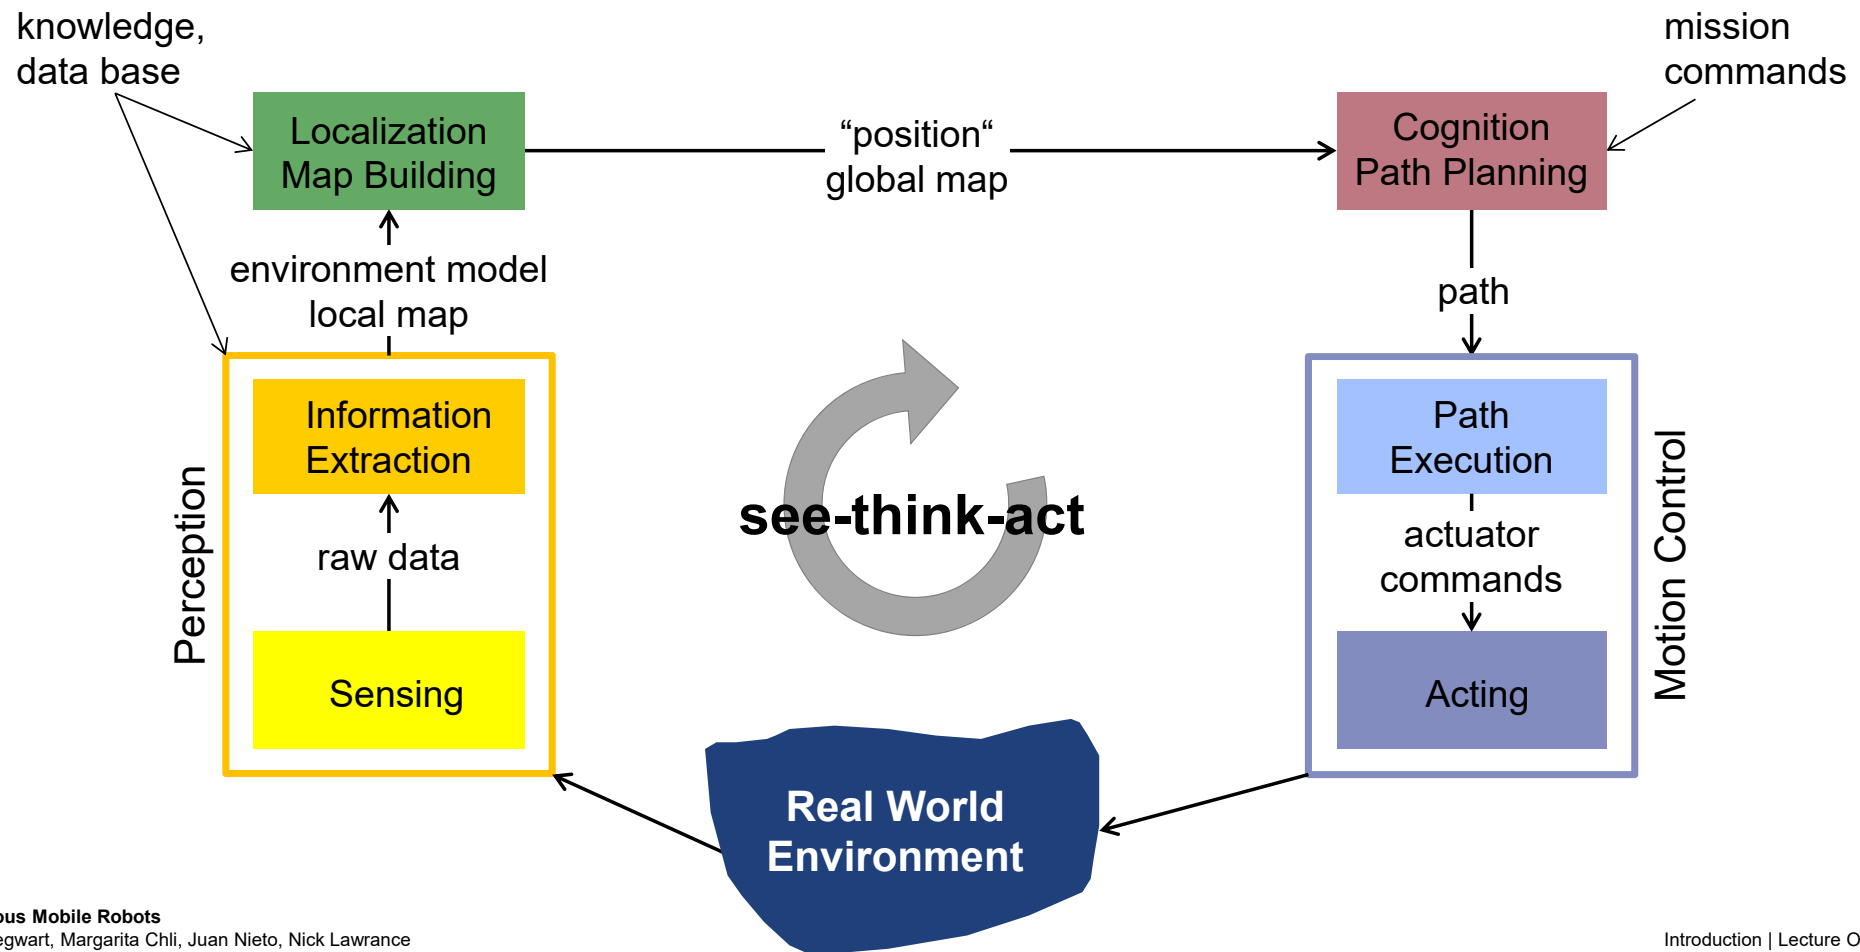 knowledge,
data base
mission
commands
Localization
Map Building
“position“
global map
Cognition
Path Planning
environment model
local map
path
Information
Extraction
raw data
Sensing
Perception
see-think-act
Path
Execution
actuator
commands
Acting
Motion Control
Real World
Environment
Mobile Robots
Margarita Chli, Juan Nieto, Nick Lawrance
Introduction | Lecture